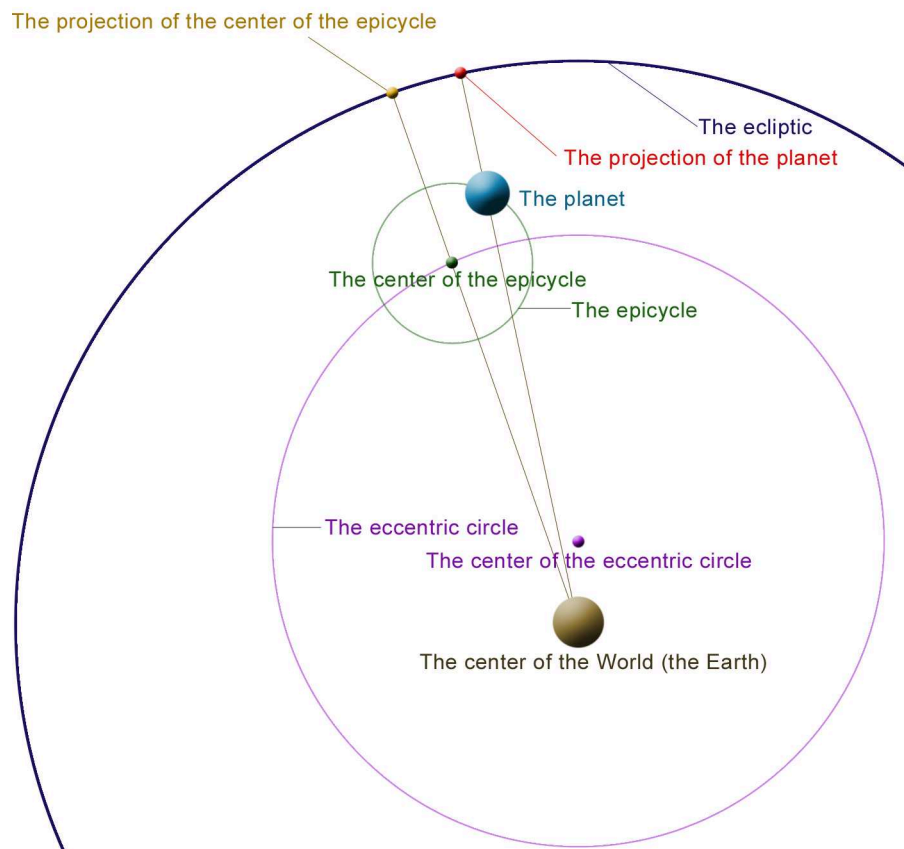 The projection of the center of the epicycle
The ecliptic
The projection of the planet
The planet
The center of the epicycle
The epicycle
The eccentric circle
The center of the eccentric circle
The center of the World (the Earth)